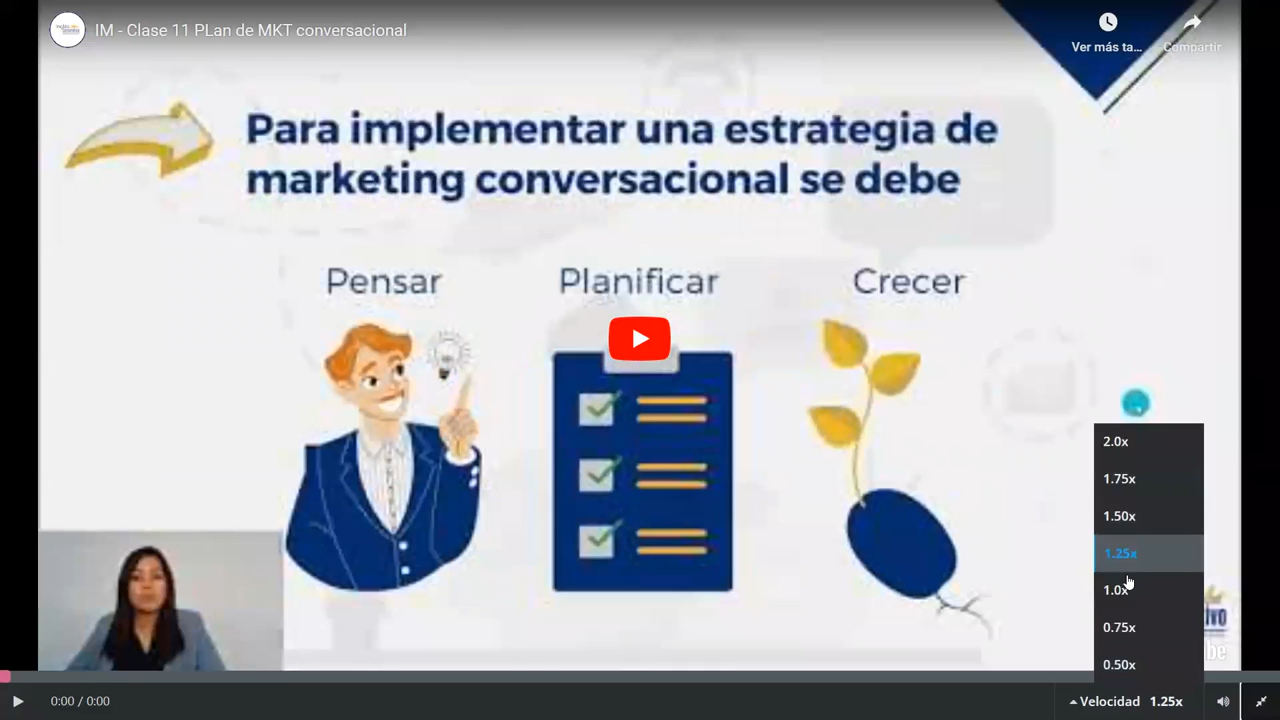 IM - Clase 11 PLan de MKT conversacional
Ver más ta...
Compartir
Para implementar una estrategia de
marketing conversacional se debe
Pensar
Planificar
Crecer
2.0x
1.75x
1.50x
1.25x
1.0x
0.75x
0.50x
0:00 / 0:00
Velocidad 1.25x